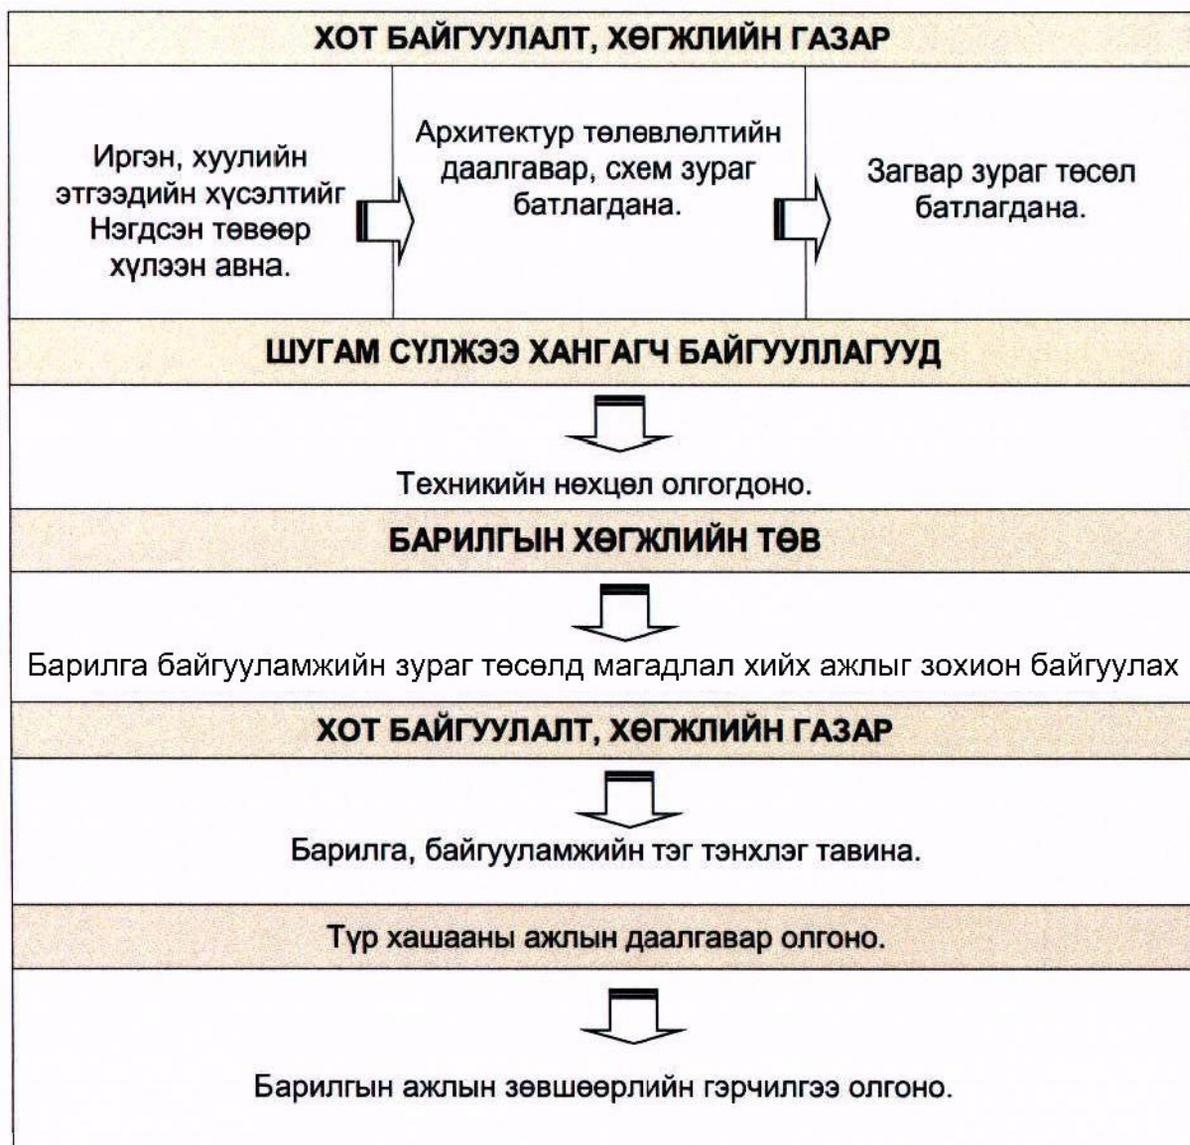 ХОТ БАЙГУУЛАЛТ, ХӨГЖЛИЙН ГАЗАР
Иргэн, хуулийн
этгээдийн хүсэлтийг
Нэгдсэн төвөөр
хүлээн авна.
Архитектур төлөвлөлтийн
даалгавар, схем зураг
батлагдана.
Загвар зураг төсөл
батлагдана.
ШУГАМ СҮЛЖЭЭ ХАНГАГЧ БАЙГУУЛЛАГУУД
Техникийн нөхцөл олгогдоно.
БАРИЛГЫН ХӨГЖЛИЙН ТӨВ
Барилга байгууламжийн зураг төсөлд магадлал хийх ажлыг зохион байгуулах
ХОТ БАЙГУУЛАЛТ, ХӨГЖЛИЙН ГАЗАР
Барилга, байгууламжийн тэг тэнхлэг тавина.
Түр хашааны ажлын даалгавар олгоно.
Барилгын ажлын зөвшөөрлийн гэрчилгээ олгоно.